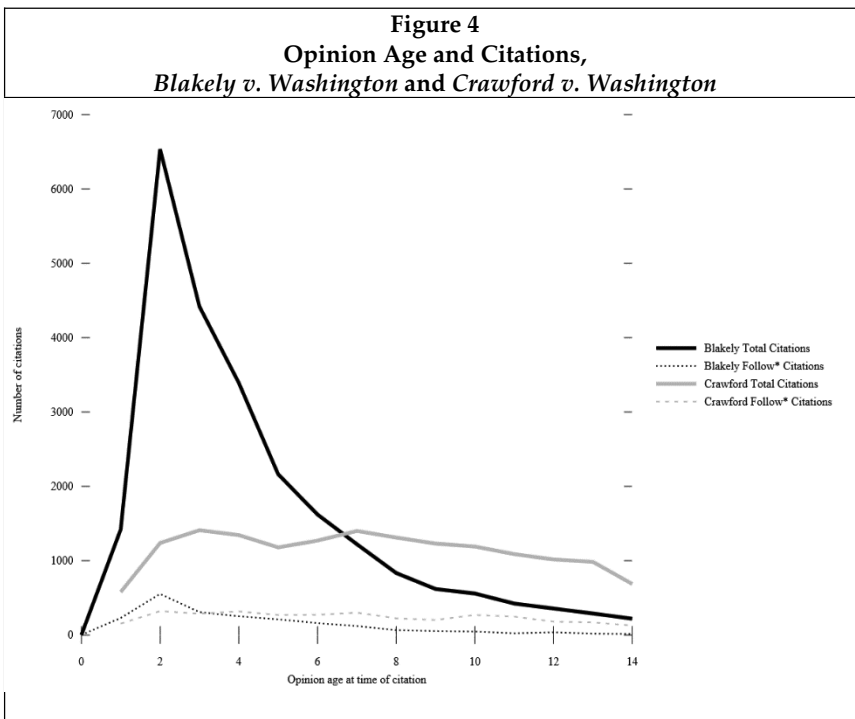 Figure 4
Opinion Age and Citations,
Blakely v. Washington and Crawford v. Washington
7000
6000
5000
4000
3000
2000
1000
0
Number of citations
0 2 4 6 8 10 12 14
Opinion age at time of citation
Blakely Total Citations
Blakely Follow* Citations
Crawford Total Citations
Crawford Follow* Citations